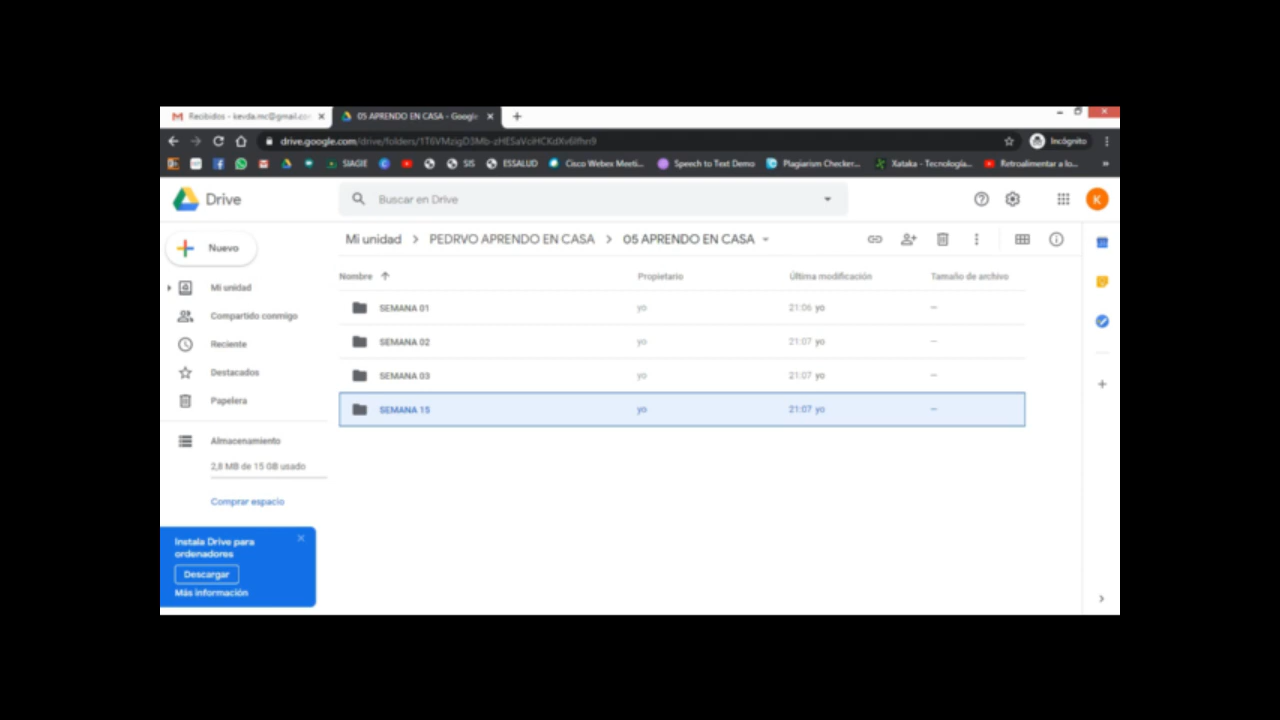 Recibidos - kevda.mc@gmail.co
05 APRENDO EN CASA - Google
drive.google.com/drive/folders/
Incógnito
SIAGIE
SIS
ESSALUD
Cisco Webex Meeti...
Speech to Text Demo
Plagiarism Checker...
Xataka - Tecnología...
Retroalimentar a lo...
Drive
Buscar en Drive
K
Nuevo
Mi unidad > PEDRVO APRENDO EN CASA > 05 APRENDO EN CASA
Nombre Propietario Última modificación Tamaño de archivo
SEMANA 01 yo 21:06 yo —
SEMANA 02 yo 21:07 yo —
SEMANA 03 yo 21:07 yo —
SEMANA 15 yo 21:07 yo —
Mi unidad
Compartido conmigo
Reciente
Destacados
Papelera
Almacenamiento
2,8 MB de 15 GB usado
Comprar espacio
Instala Drive para
ordenadores
Descargar
Más información